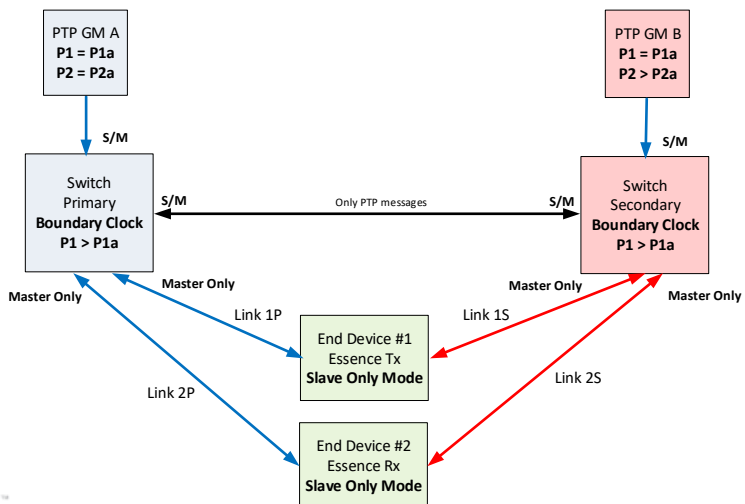 PTP GM A
P1 = P1a
P2 = P2a
PTP GM B
P1 = P1a
P2 > P2a
S/M
S/M
Switch
Primary
Boundary Clock
P1 > P1a
S/M
Only PTP messages
S/M
Switch
Secondary
Boundary Clock
P1 > P1a
Master Only
Master Only
Master Only
Master Only
Link 1P
Link 1S
End Device #1
Essence Tx
Slave Only Mode
Link 2P
Link 2S
End Device #2
Essence Rx
Slave Only Mode